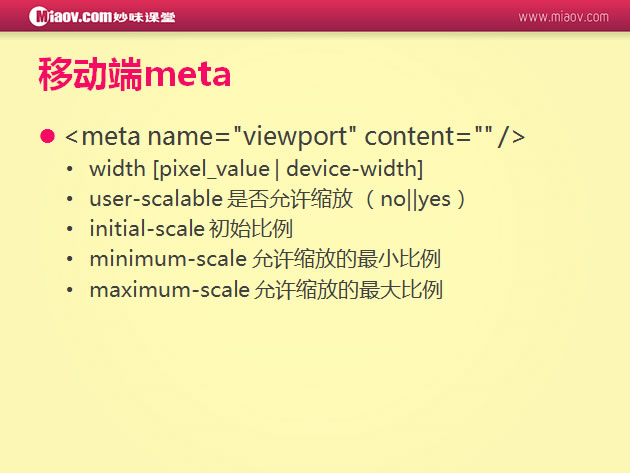 Miaov.com妙味课堂
www.miaov.com
移动端meta
<meta name="viewport" content="" />
width [pixel_value | device-width]
user-scalable 是否允许缩放 （no||yes）
initial-scale 初始比例
minimum-scale 允许缩放的最小比例
maximum-scale 允许缩放的最大比例